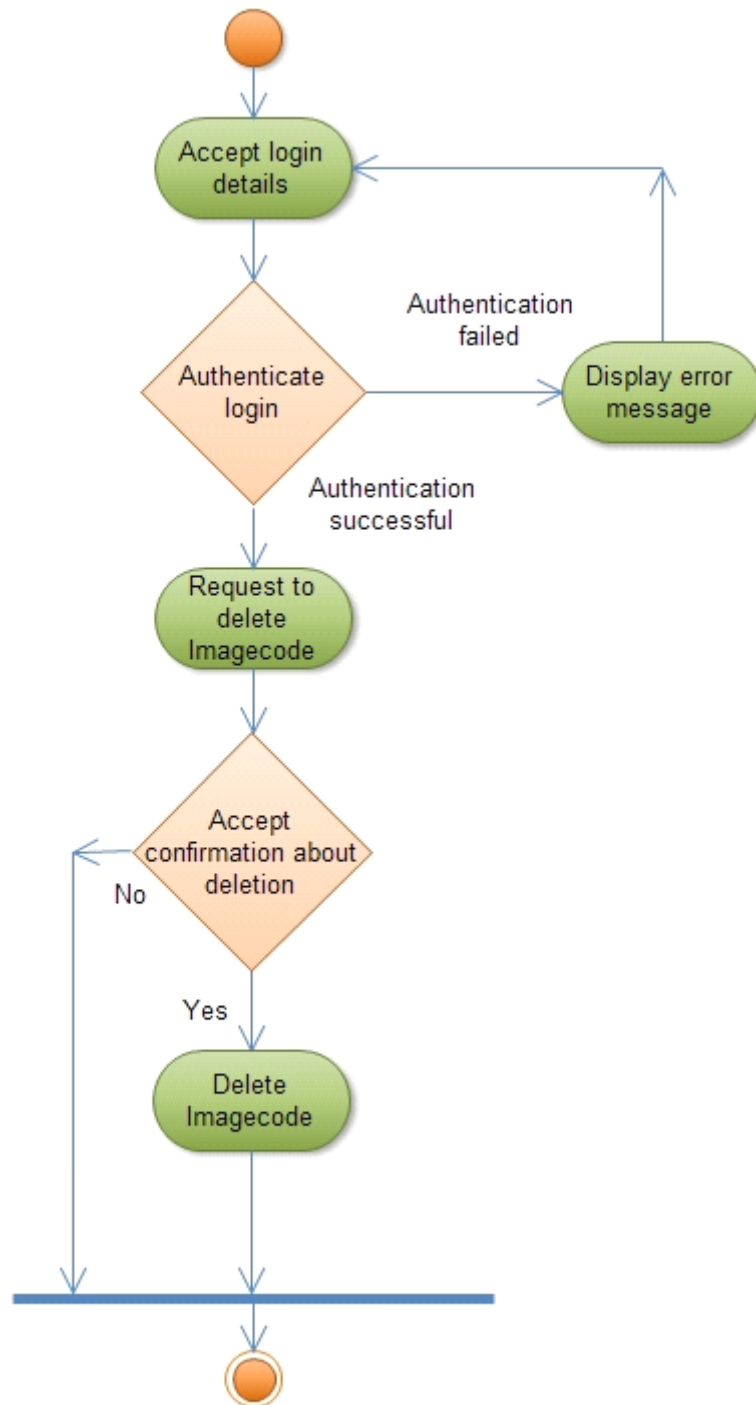 Accept login
details
Authentication
failed
Authenticate
login
Display error
message
Authentication
successful
Request to
delete
Imagecode
Accept
confirmation about
deletion
No
Yes
Delete
Imagecode